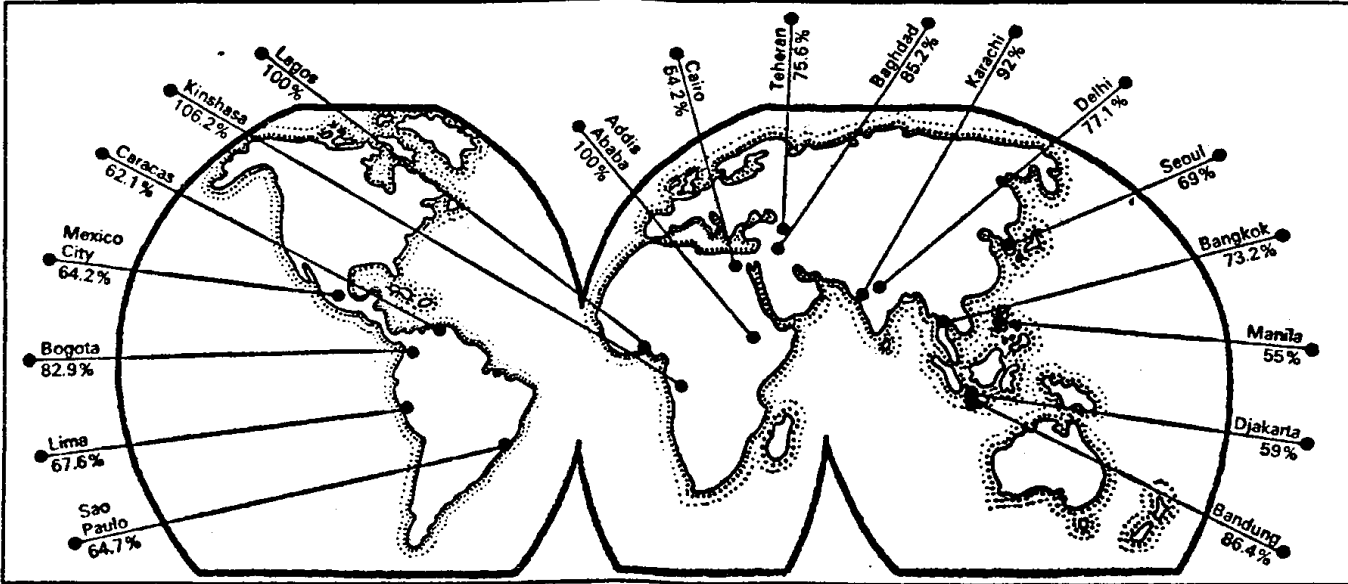 Lagos
100%
Kinshasa
106.2%
Caracas
62.1%
Mexico
City
64.2%
Bogota
82.9%
Lima
67.6%
Sao
Paulo
64.7%
Addis
Ababa
100%
Cairo
54.2%
Teheran
75.6%
Baghdad
85.2%
Karachi
92%
Delhi
77.1%
Seoul
69%
Bangkok
73.2%
Manila
55%
Djakarta
59%
Bandung
86.4%